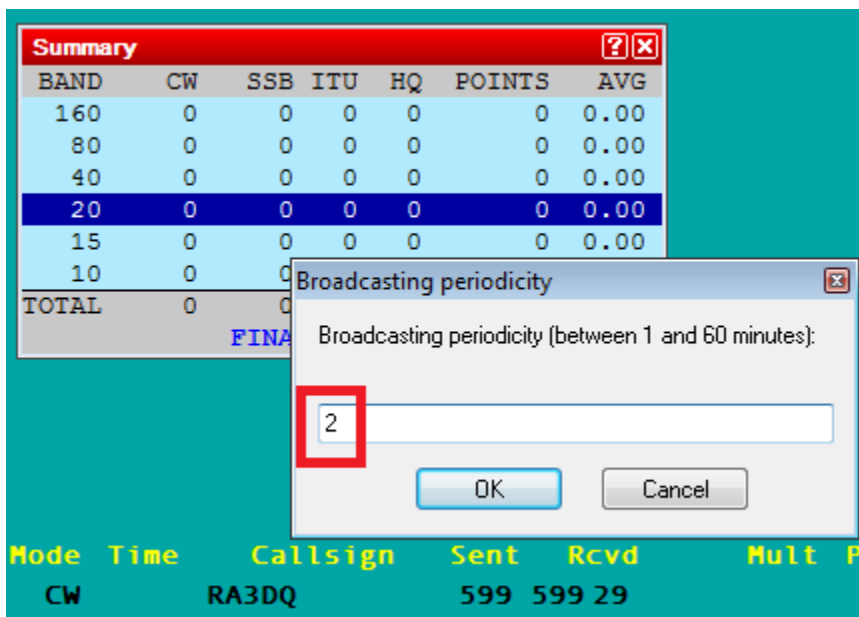 Summary
BAND CW SSB ITU HQ POINTS AVG
160 0 0 0 0 0 0.00
80 0 0 0 0 0 0.00
40 0 0 0 0 0 0.00
20 0 0 0 0 0 0.00
15 0 0 0 0 0 0.00
10 0
TOTAL 0
Broadcasting periodicity
Broadcasting periodicity (between 1 and 60 minutes):
2
OK Cancel
Mode Time Callsign Sent Rcvd Mult
CW RA3DQ 599 599 29